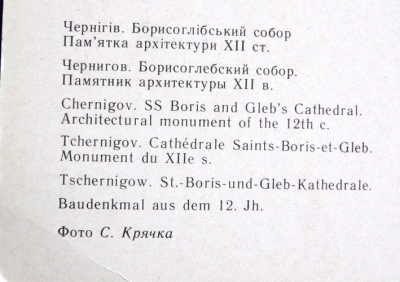 Чернігів. Борисоглібський собор
Пам'ятка архітектури XII ст.
Чернигов. Борисоглебский собор.
Памятник архитектуры XII в.
Chernigov. SS Boris and Gleb's Cathedral.
Architectural monument of the 12th c.
Tchernigov. Cathédrale Saints-Boris-et-Gleb.
Monument du XIIe s.
Tschernigow. St.-Boris-und-Gleb-Kathedrale.
Baudenkmal aus dem 12. Jh.
Фото С. Крячка